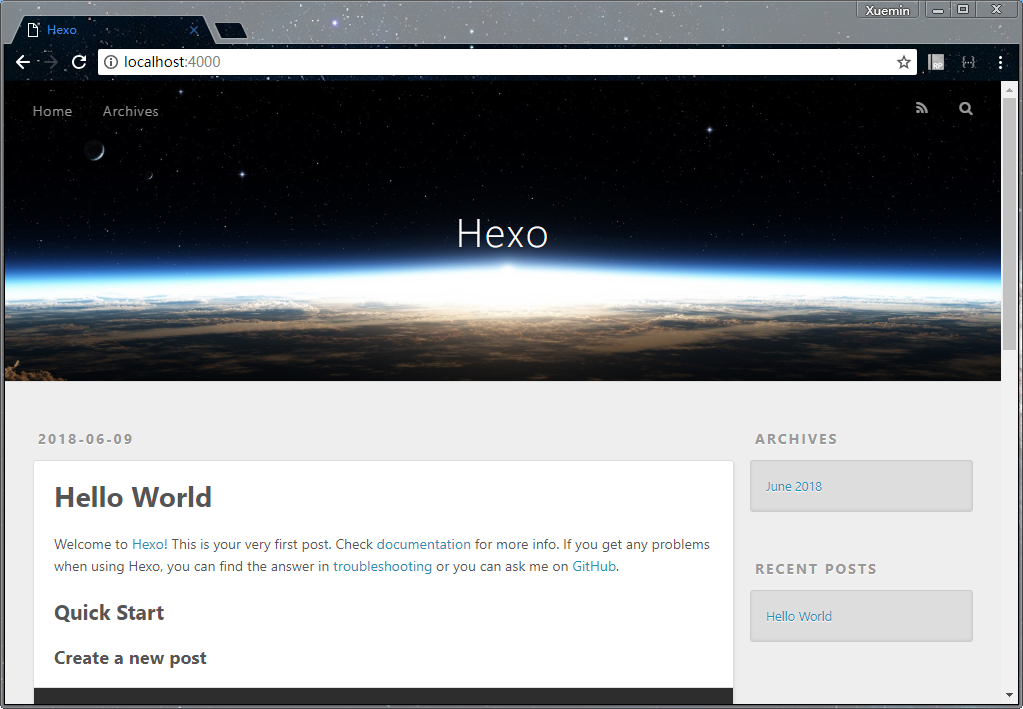 Xuemin
Hexo
localhost:4000
Home Archives
Hexo
2018-06-09
Hello World
Welcome to Hexo! This is your very first post. Check documentation for more info. If you get any problems
when using Hexo, you can find the answer in troubleshooting or you can ask me on GitHub.
Quick Start
Create a new post
ARCHIVES
June 2018
RECENT POSTS
Hello World